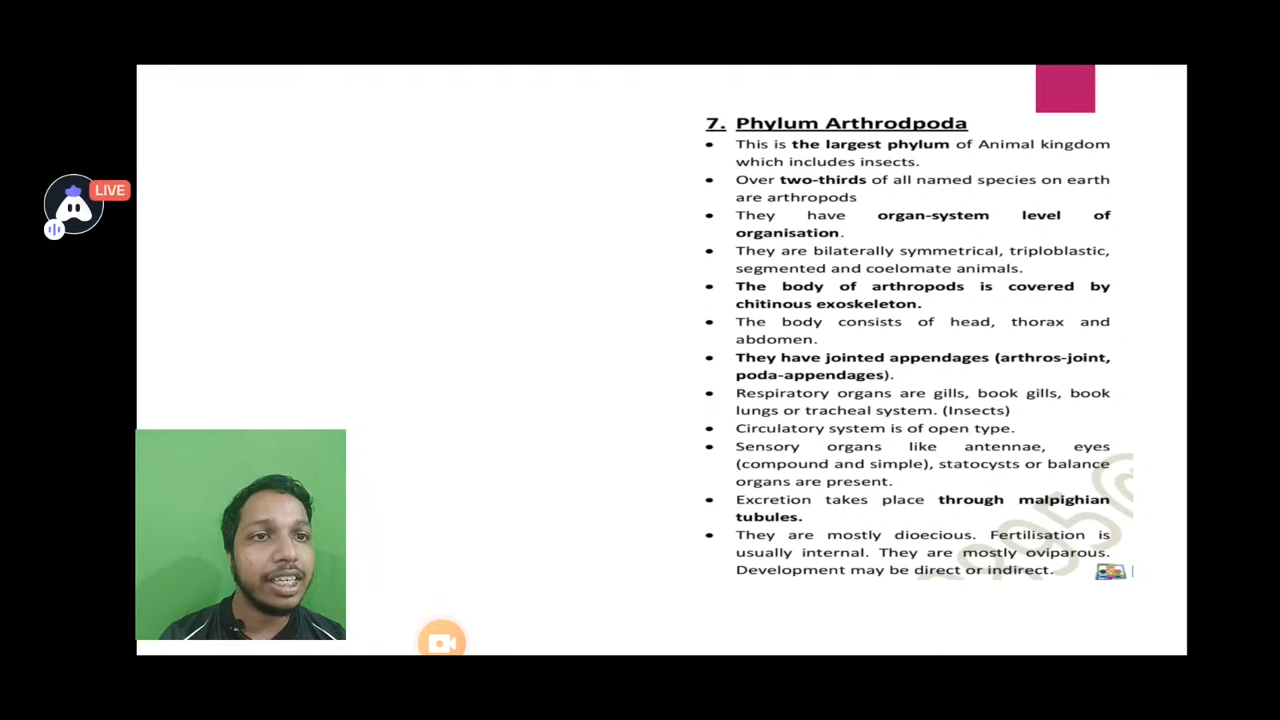 LIVE
7. Phylum Arthrodpoda
• This is the largest phylum of Animal kingdom
which includes insects.
• Over two-thirds of all named species on earth
are arthropods
• They have organ-system level of
organisation.
• They are bilaterally symmetrical, triploblastic,
segmented and coelomate animals.
• The body of arthropods is covered by
chitinous exoskeleton.
• The body consists of head, thorax and
abdomen.
• They have jointed appendages (arthros-joint,
poda-appendages).
• Respiratory organs are gills, book gills, book
lungs or tracheal system. (Insects)
• Circulatory system is of open type.
• Sensory organs like antennae, eyes
(compound and simple), statocysts or balance
organs are present.
• Excretion takes place through malpighian
tubules.
• They are mostly dioecious. Fertilisation is
usually internal. They are mostly oviparous.
Development may be direct or indirect.